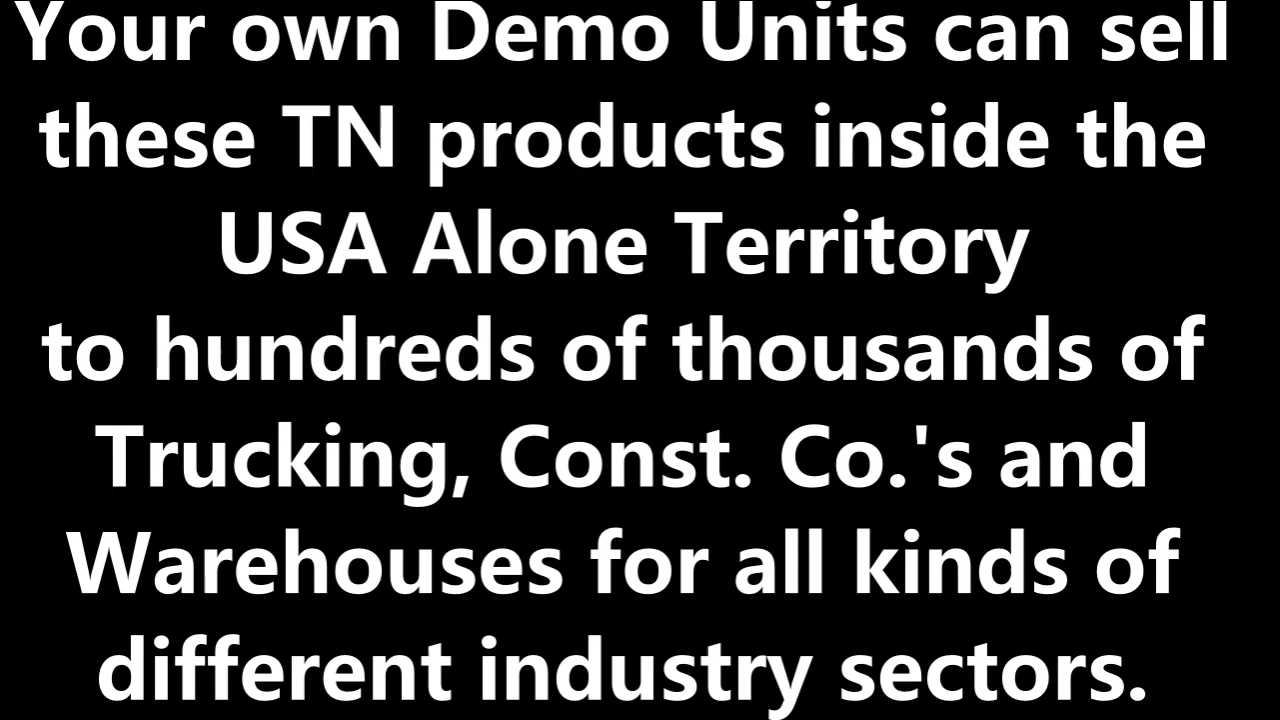 Your own Demo Units can sell
these TN products inside the
USA Alone Territory
to hundreds of thousands of
Trucking, Const. Co.'s and
Warehouses for all kinds of
different industry sectors.